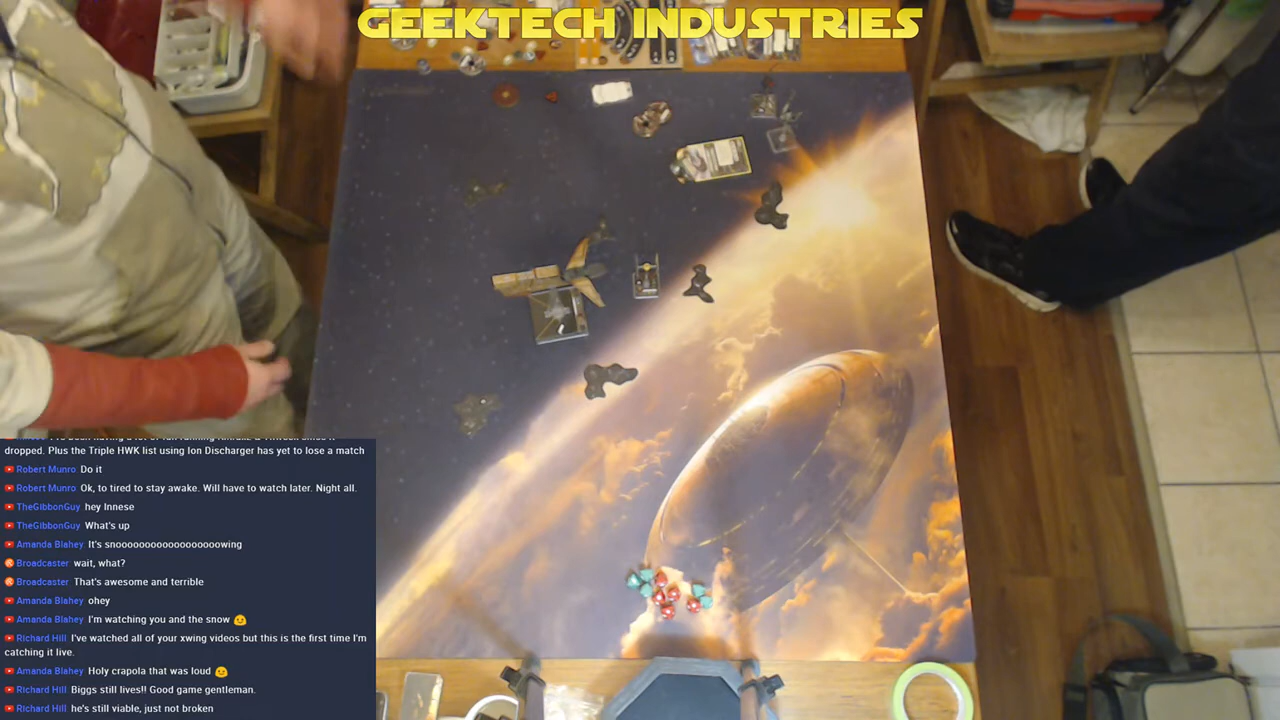 GEEKTECH INDUSTRIES
dropped. Plus the Triple HWK list using Ion Discharger has yet to lose a match
Robert Munro Do it
Robert Munro Ok, to tired to stay awake. Will have to watch later. Night all.
TheGibbonGuy hey Innese
TheGibbonGuy What's up
Amanda Blahey It's snooooooooooooooooowing
Broadcaster wait, what?
Broadcaster That's awesome and terrible
Amanda Blahey ohey
Amanda Blahey I'm watching you and the snow
Richard Hill I've watched all of your xwing videos but this is the first time I'm
catching it live.
Amanda Blahey Holy crapola that was loud
Richard Hill Biggs still lives!! Good game gentleman.
Richard Hill he's still viable, just not broken